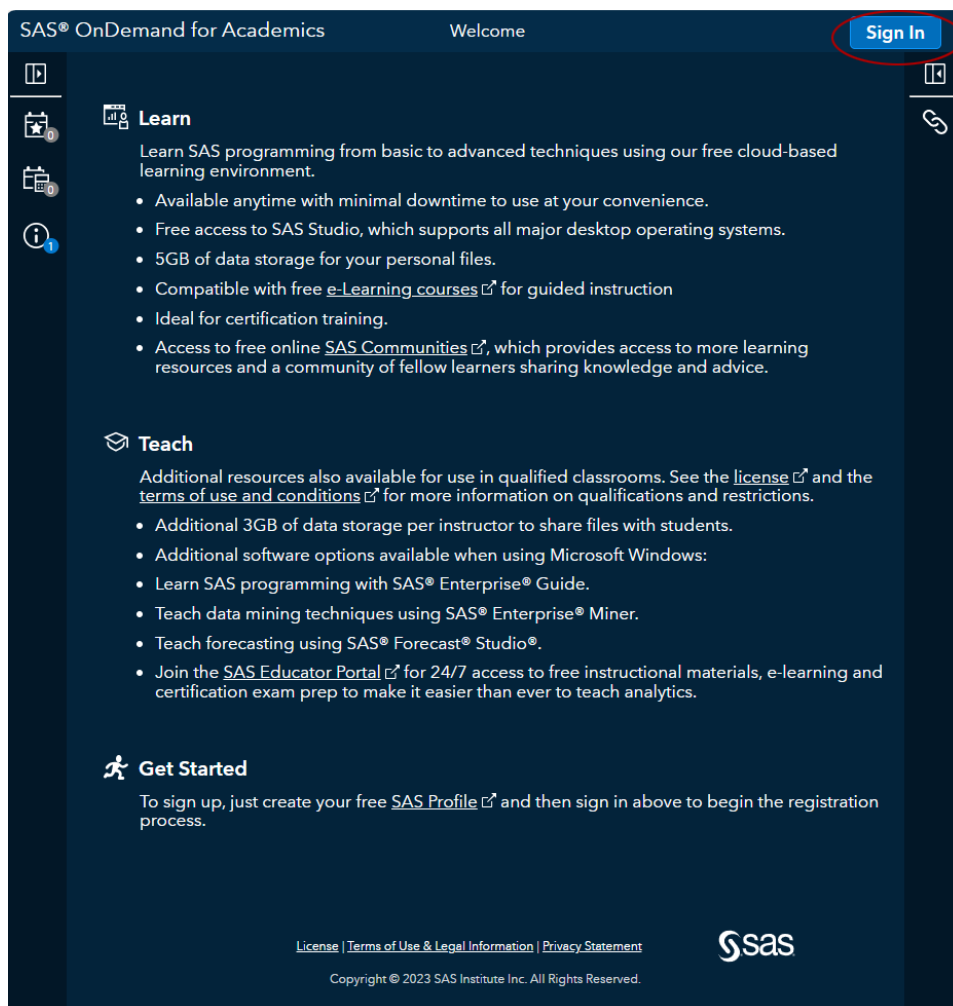 SAS® OnDemand for Academics
Welcome
Sign In
0
0
1
Learn
Learn SAS programming from basic to advanced techniques using our free cloud-based
learning environment.
• Available anytime with minimal downtime to use at your convenience.
• Free access to SAS Studio, which supports all major desktop operating systems.
• 5GB of data storage for your personal files.
• Compatible with free e-Learning courses for guided instruction
• Ideal for certification training.
• Access to free online SAS Communities, which provides access to more learning
resources and a community of fellow learners sharing knowledge and advice.
Teach
Additional resources also available for use in qualified classrooms. See the license and the
terms of use and conditions for more information on qualifications and restrictions.
• Additional 3GB of data storage per instructor to share files with students.
• Additional software options available when using Microsoft Windows:
• Learn SAS programming with SAS® Enterprise® Guide.
• Teach data mining techniques using SAS® Enterprise® Miner.
• Teach forecasting using SAS® Forecast® Studio®.
• Join the SAS Educator Portal for 24/7 access to free instructional materials, e-learning and
certification exam prep to make it easier than ever to teach analytics.
Get Started
To sign up, just create your free SAS Profile and then sign in above to begin the registration
process.
License | Terms of Use & Legal Information | Privacy Statement
sas
Copyright © 2023 SAS Institute Inc. All Rights Reserved.